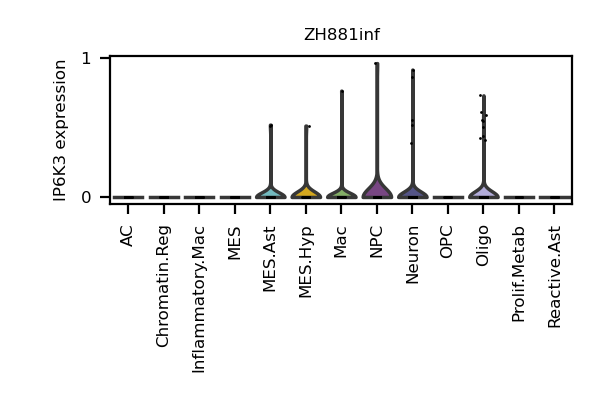 ZH881inf
IP6K3 expression
1
0
AC
Chromatin.Reg
Inflammatory.Mac
MES
MES.Ast
MES.Hyp
Mac
NPC
Neuron
OPC
Oligo
Prolif.Metab
Reactive.Ast